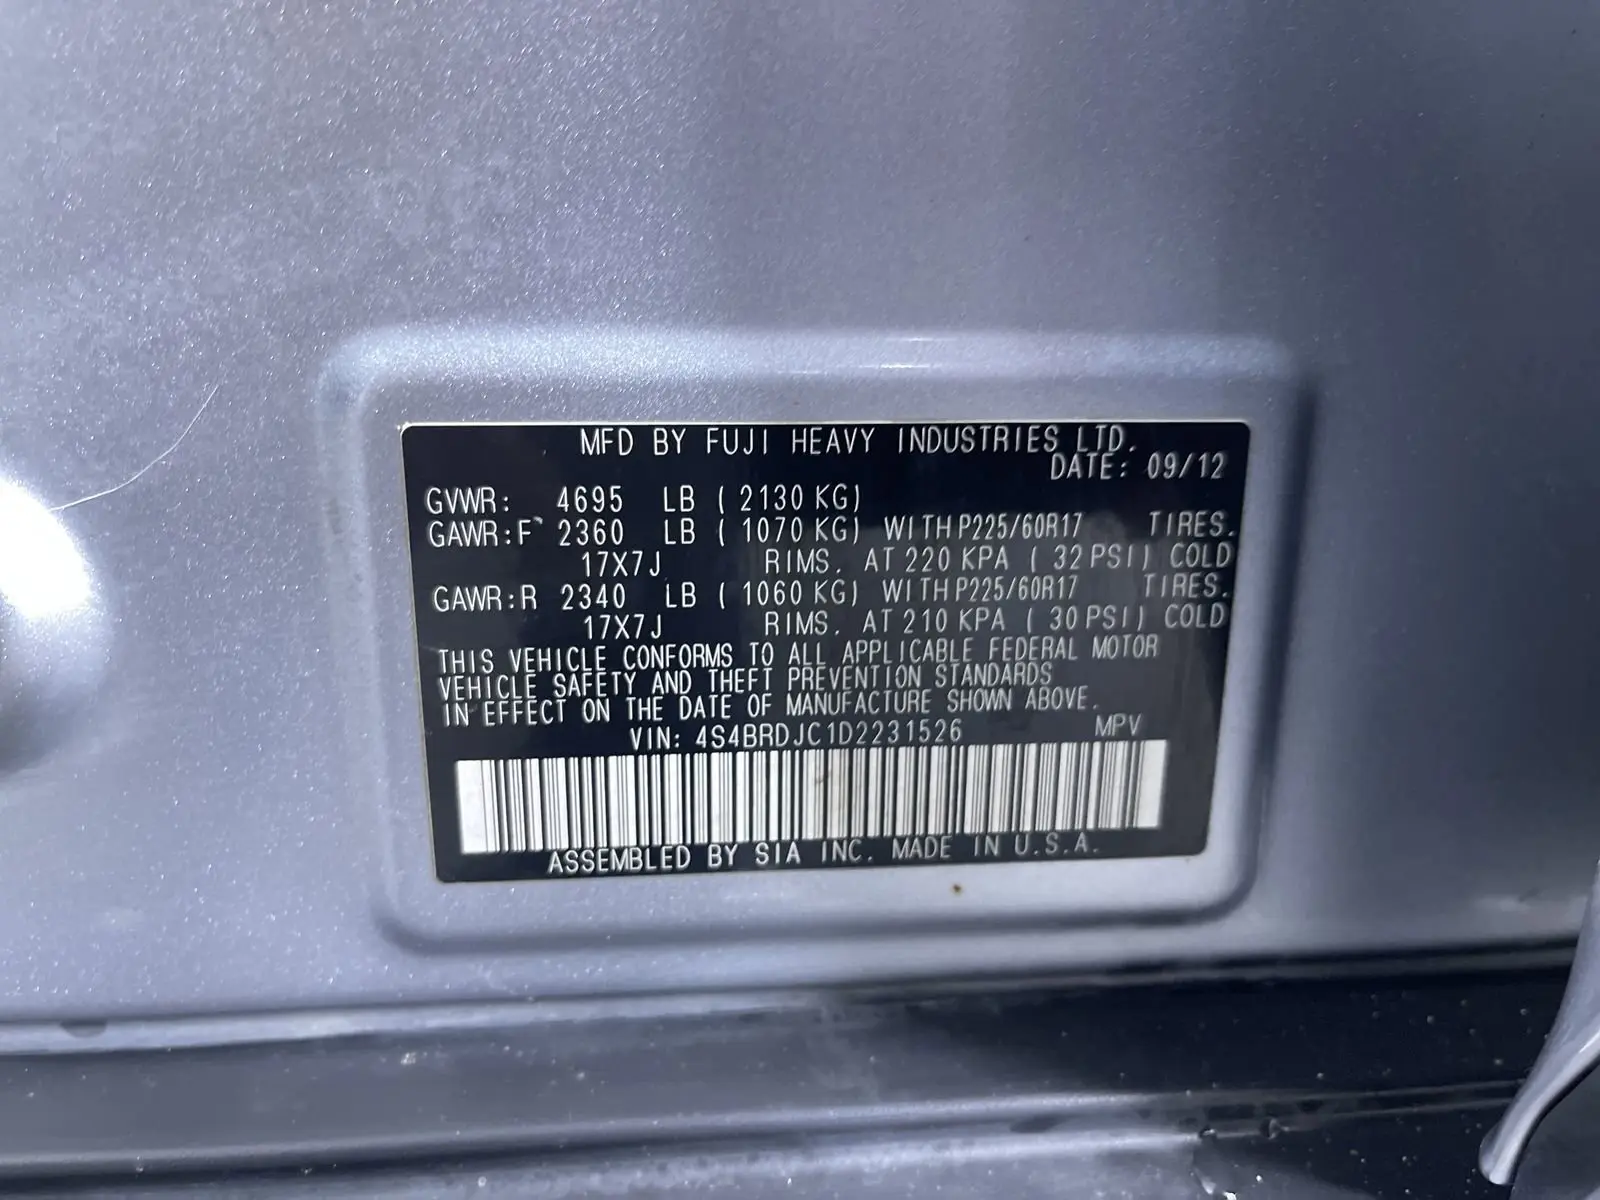 MFD BY FUJI HEAVY INDUSTRIES LTD.
DATE: 09/12
GVWR: 4695 LB ( 2130 KG)
GAWR:F 2360 LB ( 1070 KG) WITH P225/60R17 TIRES.
17X7J RIMS. AT 220 KPA ( 32 PSI) COLD
GAWR:R 2340 LB ( 1060 KG) WITH P225/60R17 TIRES.
17X7J RIMS. AT 210 KPA ( 30 PSI) COLD
THIS VEHICLE CONFORMS TO ALL APPLICABLE FEDERAL MOTOR
VEHICLE SAFETY AND THEFT PREVENTION STANDARDS
IN EFFECT ON THE DATE OF MANUFACTURE SHOWN ABOVE.
VIN: 4S4BRDJC1D2231526 MPV
ASSEMBLED BY SIA INC. MADE IN U.S.A.